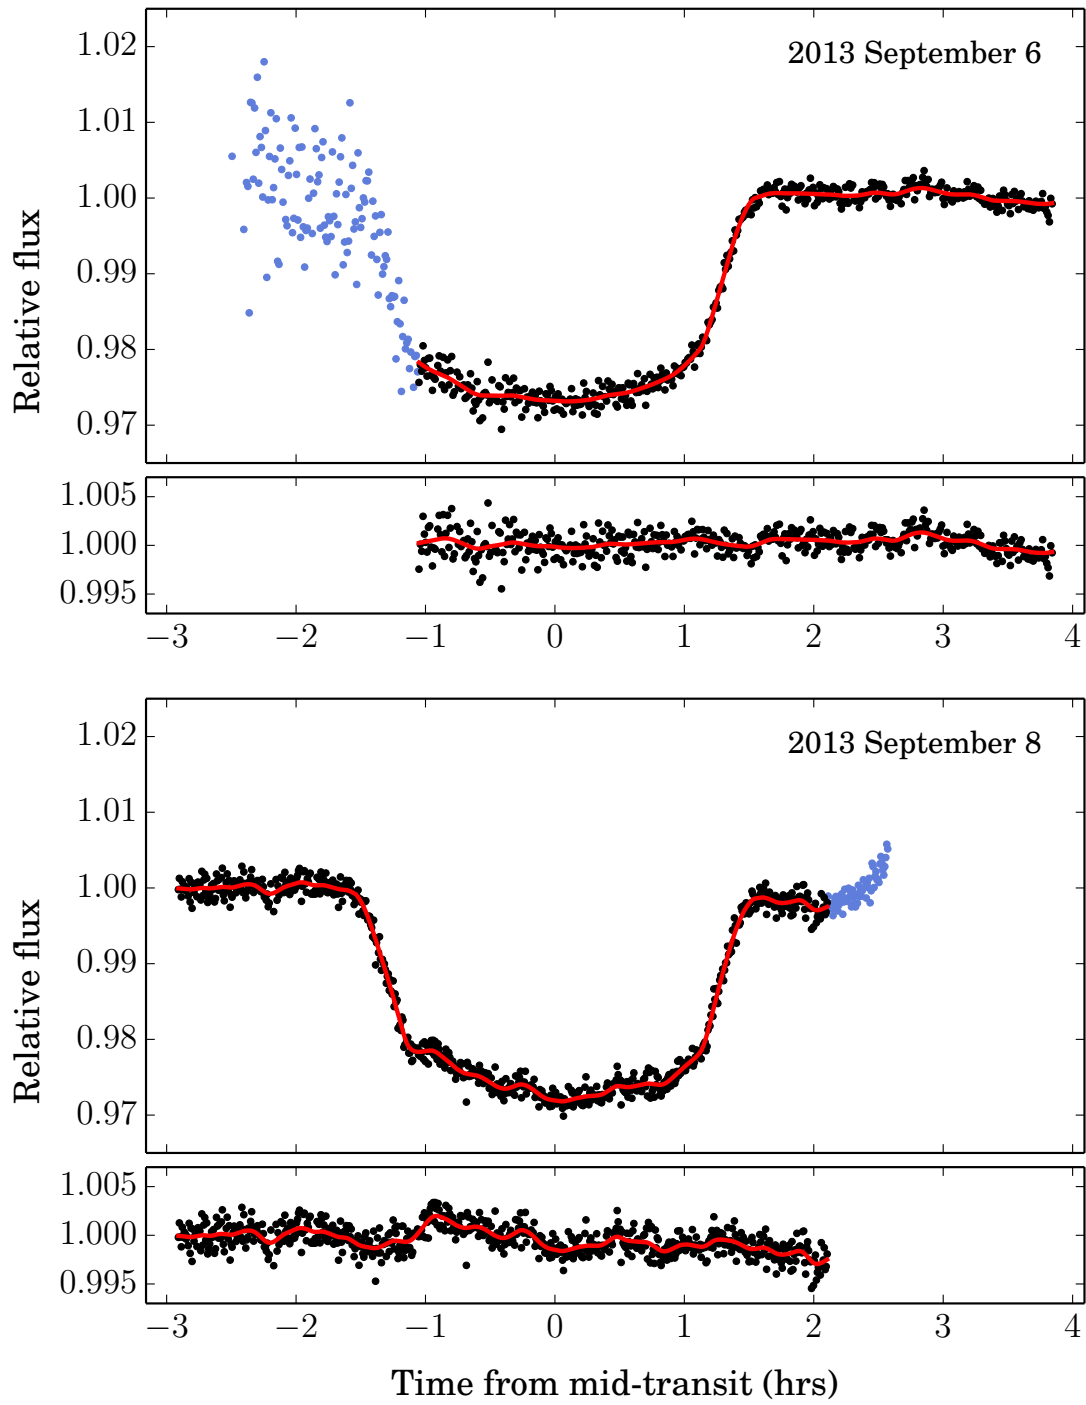 2013 September 6
Relative flux
1.02
1.01
1.00
0.99
0.98
0.97
1.005
1.000
0.995
−3 −2 −1 0 1 2 3 4
2013 September 8
Relative flux
1.02
1.01
1.00
0.99
0.98
0.97
1.005
1.000
0.995
−3 −2 −1 0 1 2 3 4
Time from mid-transit (hrs)